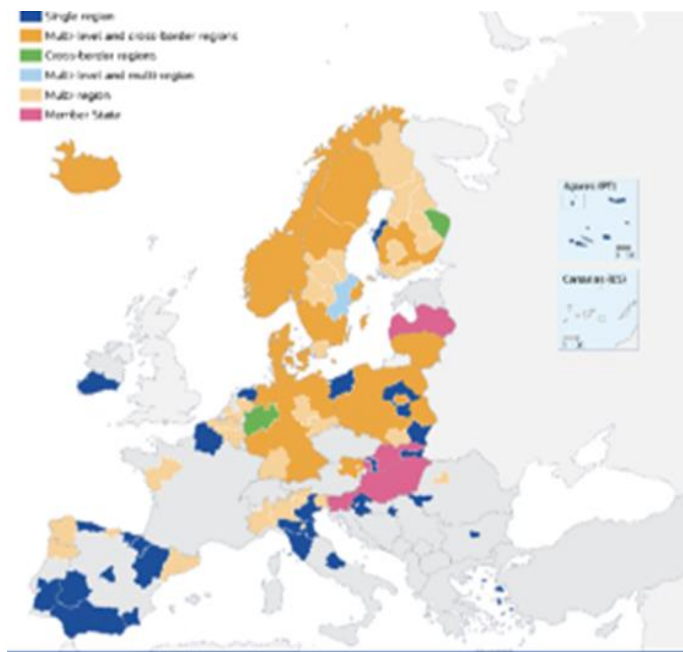 Single region
Multi-level and cross-border regions
Cross-border regions
Multi-level and multi-region
Multi-region
Member State
Açores (PT)
Canarias (ES)